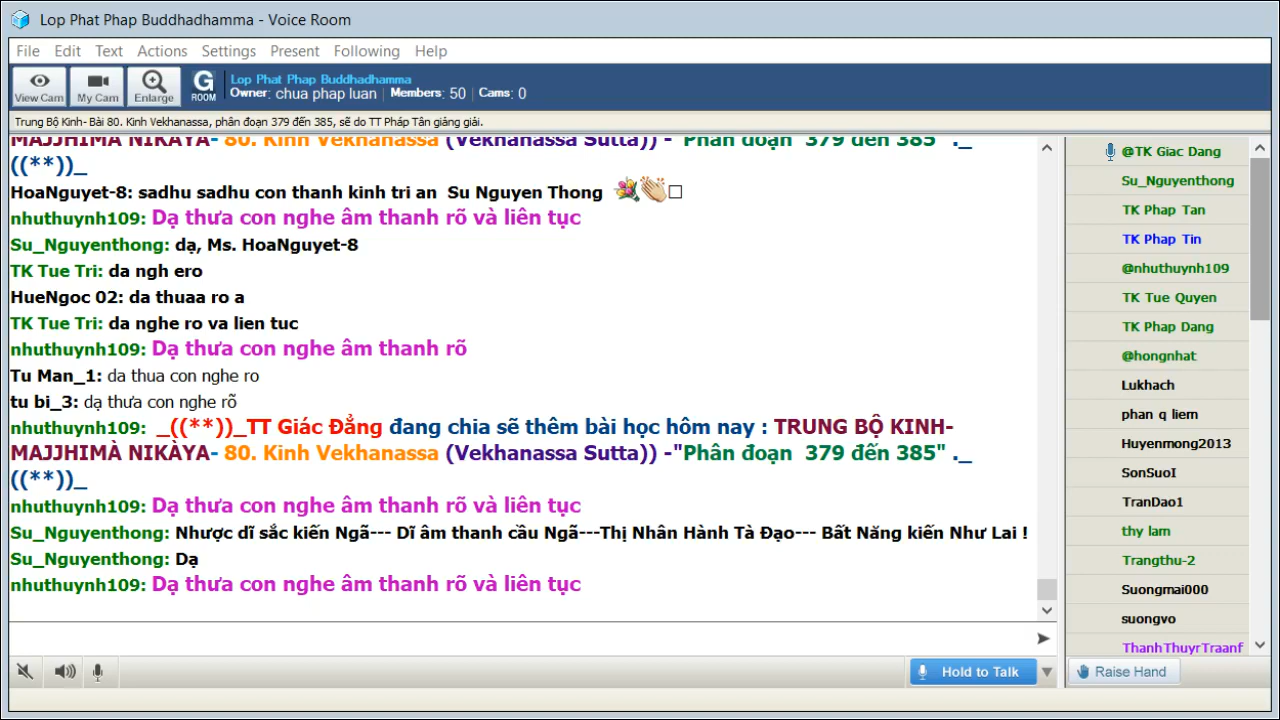 Lop Phat Phap Buddhadhamma - Voice Room
File Edit Text Actions Settings Present Following Help
View Cam My Cam Enlarge G ROOM
Lop Phat Phap Buddhadhamma
Owner: chua phap luan | Members: 50 | Cams: 0
Trung Bộ Kinh- Bài 80. Kinh Vekhanassa, phân đoạn 379 đến 385, sẽ do TT Pháp Tân giảng giải.
MAJJHIMÀ NIKÀYA- 80. Kinh Vekhanassa (Vekhanassa Sutta)) -"Phân đoạn 379 đến 385" ._
((**))_
HoaNguyet-8: sadhu sadhu con thanh kinh tri an Su Nguyen Thong
nhuthuynh109: Dạ thưa con nghe âm thanh rõ và liên tục
Su_Nguyenthong: dạ, Ms. HoaNguyet-8
TK Tue Tri: da ngh ero
HueNgoc 02: da thuaa ro a
TK Tue Tri: da nghe ro va lien tuc
nhuthuynh109: Dạ thưa con nghe âm thanh rõ
Tu Man_1: da thua con nghe ro
tu bi_3: dạ thưa con nghe rõ
nhuthuynh109: _((**))_TT Giác Đẳng đang chia sẽ thêm bài học hôm nay : TRUNG BỘ KINH-
MAJJHIMÀ NIKÀYA- 80. Kinh Vekhanassa (Vekhanassa Sutta)) -"Phân đoạn 379 đến 385" ._
((**))_
nhuthuynh109: Dạ thưa con nghe âm thanh rõ và liên tục
Su_Nguyenthong: Nhược dĩ sắc kiến Ngã--- Dĩ âm thanh cầu Ngã---Thị Nhân Hành Tà Đạo--- Bất Năng kiến Như Lai !
Su_Nguyenthong: Dạ
nhuthuynh109: Dạ thưa con nghe âm thanh rõ và liên tục
@TK Giac Dang
Su_Nguyenthong
TK Phap Tan
TK Phap Tin
@nhuthuynh109
TK Tue Quyen
TK Phap Dang
@hongnhat
Lukhach
phan q liem
Huyenmong2013
SonSuoI
TranDao1
thy lam
Trangthu-2
Suongmai000
suongvo
ThanhThuyrTraanf
Hold to Talk
Raise Hand